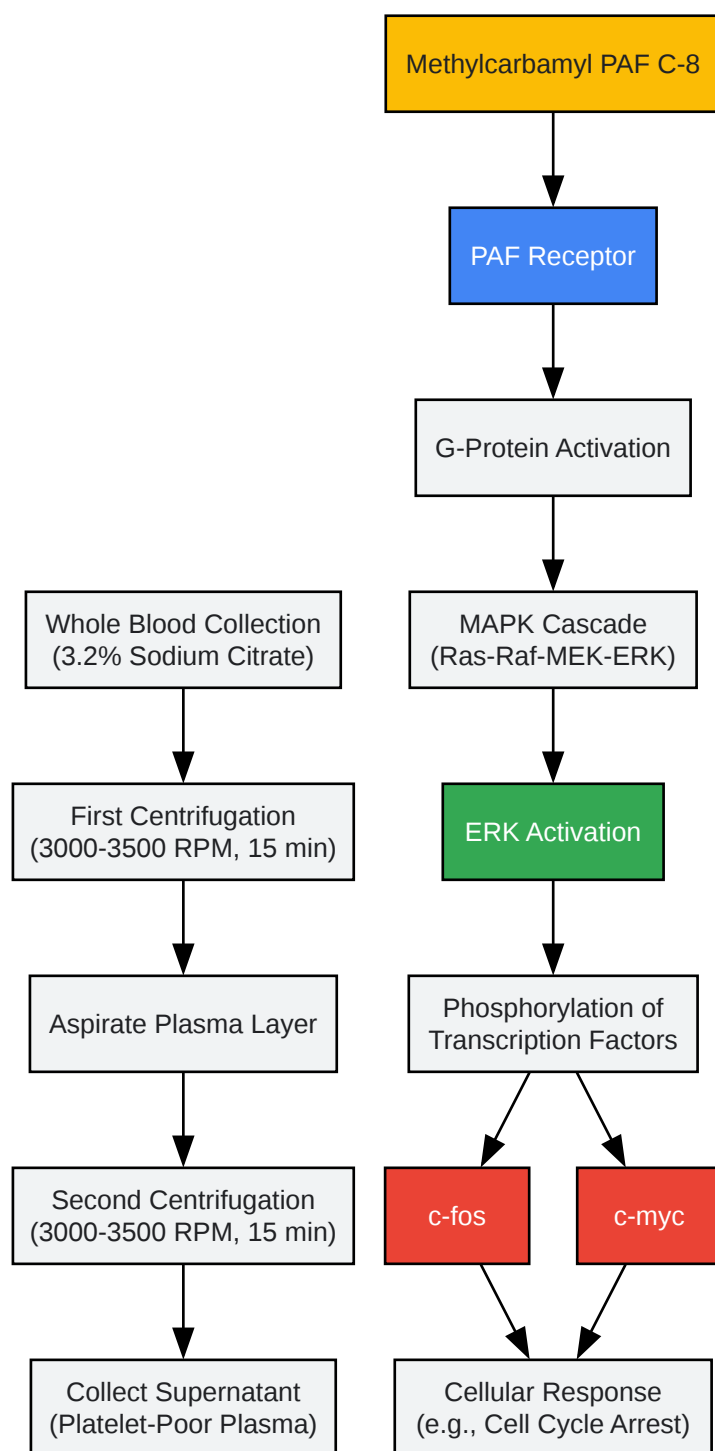 Methylcarbamyl PAF C-8
PAF Receptor
G-Protein Activation
Whole Blood Collection
(3.2% Sodium Citrate)
MAPK Cascade
(Ras-Raf-MEK-ERK)
First Centrifugation
(3000-3500 RPM, 15 min)
ERK Activation
Aspirate Plasma Layer
Phosphorylation of
Transcription Factors
Second Centrifugation
(3000-3500 RPM, 15 min)
c-fos
c-myc
Collect Supernatant
(Platelet-Poor Plasma)
Cellular Response
(e.g., Cell Cycle Arrest)